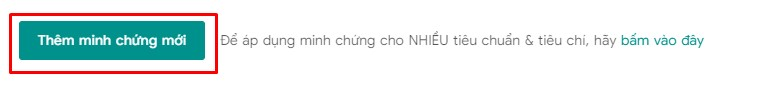 Thêm minh chứng mới Để áp dụng minh chứng cho NHIỀU tiêu chuẩn & tiêu chí, hãy bấm vào đây